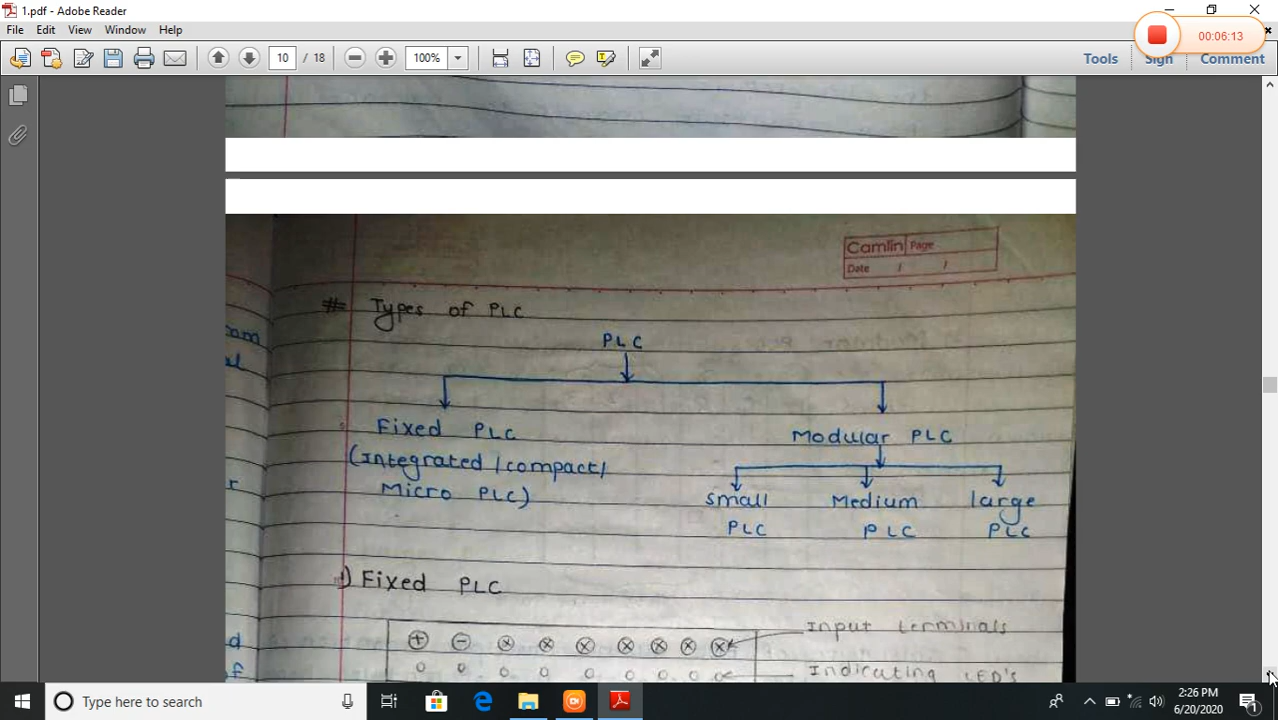 1.pdf - Adobe Reader
File Edit View Window Help
00:06:13
10 / 18 100% Tools Sign Comment
Camlin Page
Date / /
# Types of PLC
PLC
Fixed PLC Modular PLC
(Integrated / compact /
Micro PLC)
small Medium large
PLC PLC PLC
1) Fixed PLC
Input terminals
Indicating LED's
Type here to search
2:26 PM
6/20/2020